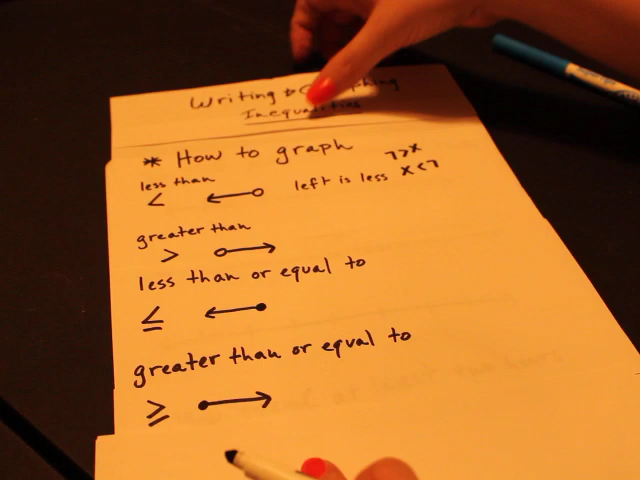 Writing & Graphing
Inequalities
* How to graph
less than
7>x
< left is less x<7
greater than
>
less than or equal to
≤
greater than or equal to
≥